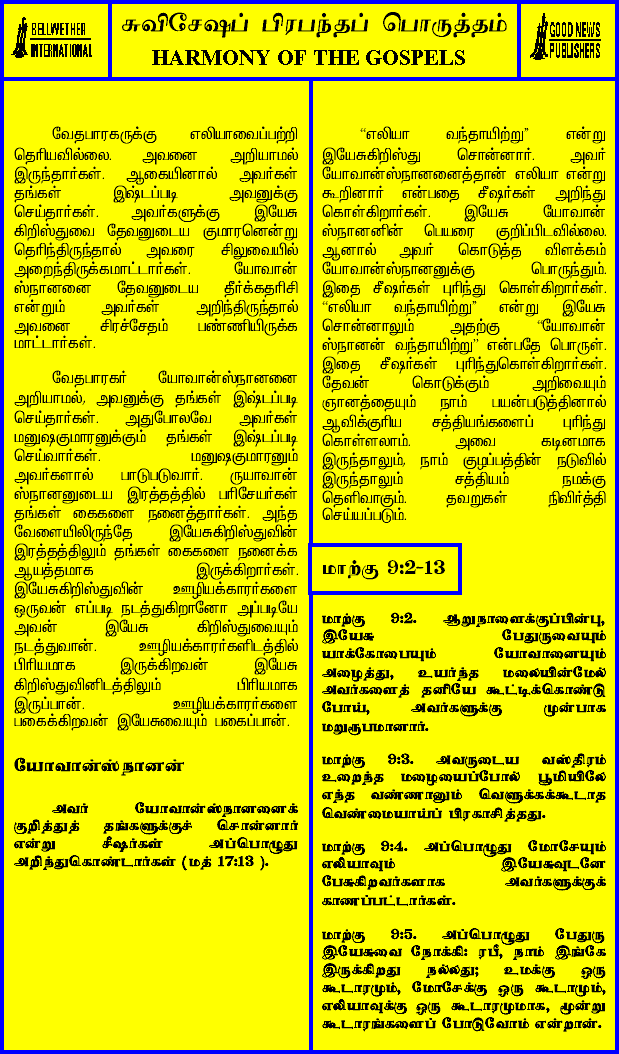 BELLWETHER
INTERNATIONAL
சுவிசேஷப் பிரபந்தப் பொருத்தம்
HARMONY OF THE GOSPELS
GOOD NEWS
PUBLISHERS
வேதபாரகருக்கு எலியாவைப்பற்றி
தெரியவில்லை. அவனை அறியாமல்
இருந்தார்கள். ஆகையினால் அவர்கள்
தங்கள் இஷ்டப்படி அவனுக்கு
செய்தார்கள். அவர்களுக்கு இயேசு
கிறிஸ்துவை தேவனுடைய குமாரனென்று
தெரிந்திருந்தால் அவரை சிலுவையில்
அறைந்திருக்கமாட்டார்கள். யோவான்
ஸ்நானனை தேவனுடைய தீர்க்கதரிசி
என்றும் அவர்கள் அறிந்திருந்தால்
அவனை சிரச்சேதம் பண்ணியிருக்க
மாட்டார்கள்.
வேதபாரகர் யோவான்ஸ்நானனை
அறியாமல், அவனுக்கு தங்கள் இஷ்டப்படி
செய்தார்கள். அதுபோலவே அவர்கள்
மனுஷகுமாரனுக்கும் தங்கள் இஷ்டப்படி
செய்வார்கள். மனுஷகுமாரனும்
அவர்களால் பாடுபடுவார். ருயாவான்
ஸ்நானனுடைய இரத்தத்தில் பரிசேயர்கள்
தங்கள் கைகளை நனைத்தார்கள். அந்த
வேளையிலிருந்தே இயேசுகிறிஸ்துவின்
இரத்தத்திலும் தங்கள் கைகளை நனைக்க
ஆயத்தமாக இருக்கிறார்கள்.
இயேசுகிறிஸ்துவின் ஊழியக்காரர்களை
ஒருவன் எப்படி நடத்துகிறானோ அப்படியே
அவன் இயேசு கிறிஸ்துவையும்
நடத்துவான். ஊழியக்காரர்களிடத்தில்
பிரியமாக இருக்கிறவன் இயேசு
கிறிஸ்துவினிடத்திலும் பிரியமாக
இருப்பான். ஊழியக்காரர்களை
பகைக்கிறவன் இயேசுவையும் பகைப்பான்.
யோவான்ஸ்நானன்
அவர் யோவான்ஸ்நானனைக்
குறித்துத் தங்களுக்குச் சொன்னார்
என்று சீஷர்கள் அப்பொழுது
அறிந்துகொண்டார்கள் (மத் 17:13 ).
“எலியா வந்தாயிற்று” என்று
இயேசுகிறிஸ்து சொன்னார். அவர்
யோவான்ஸ்நானனைத்தான் எலியா என்று
கூறினார் என்பதை சீஷர்கள் அறிந்து
கொள்கிறார்கள். இயேசு யோவான்
ஸ்நானனின் பெயரை குறிப்பிடவில்லை.
ஆனால் அவர் கொடுத்த விளக்கம்
யோவான்ஸ்நானனுக்கு பொருந்தும்.
இதை சீஷர்கள் புரிந்து கொள்கிறார்கள்.
“எலியா வந்தாயிற்று” என்று இயேசு
சொன்னாலும் அதற்கு “யோவான்
ஸ்நானன் வந்தாயிற்று” என்பதே பொருள்.
இதை சீஷர்கள் புரிந்துகொள்கிறார்கள்.
தேவன் கொடுக்கும் அறிவையும்
ஞானத்தையும் நாம் பயன்படுத்தினால்
ஆவிக்குரிய சத்தியங்களைப் புரிந்து
கொள்ளலாம். அவை கடினமாக
இருந்தாலும், நாம் குழப்பத்தின் நடுவில்
இருந்தாலும் சத்தியம் நமக்கு
தெளிவாகும். தவறுகள் நிவிர்த்தி
செய்யப்படும்.
மாற்கு 9:2-13
மாற்கு 9:2. ஆறுநாளைக்குப்பின்பு,
இயேசு பேதுருவையும்
யாக்கோபையும் யோவானையும்
அழைத்து, உயர்ந்த மலையின்மேல்
அவர்களைத் தனியே கூட்டிக்கொண்டு
போய், அவர்களுக்கு முன்பாக
மறுரூபமானார்.
மாற்கு 9:3. அவருடைய வஸ்திரம்
உறைந்த மழையைப்போல் பூமியிலே
எந்த வண்ணானும் வெளுக்கக்கூடாத
வெண்மையாய்ப் பிரகாசித்தது.
மாற்கு 9:4. அப்பொழுது மோசேயும்
எலியாவும் இயேசுவுடனே
பேசுகிறவர்களாக அவர்களுக்குக்
காணப்பட்டார்கள்.
மாற்கு 9:5. அப்பொழுது பேதுரு
இயேசுவை நோக்கி: ரபீ, நாம் இங்கே
இருக்கிறது நல்லது; உமக்கு ஒரு
கூடாரமும், மோசேக்கு ஒரு கூடாமும்,
எலியாவுக்கு ஒரு கூடாரமுமாக, மூன்று
கூடாரங்களைப் போடுவோம் என்றான்.